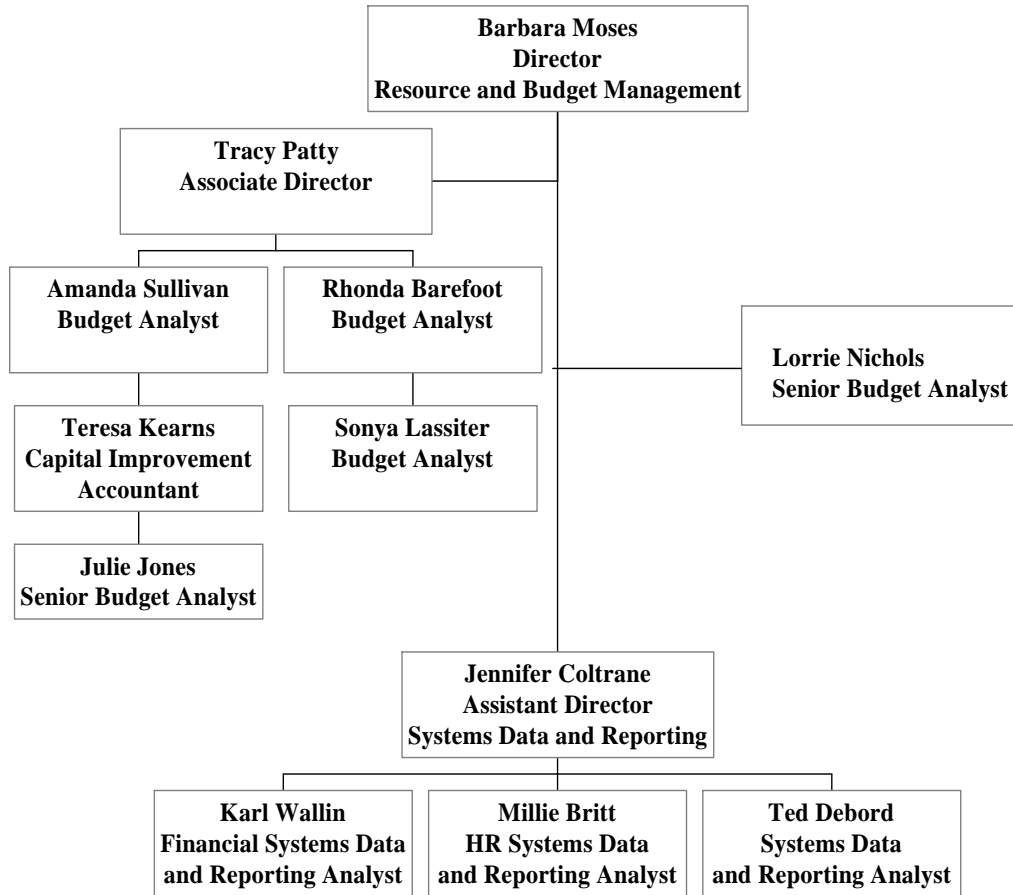 Barbara Moses
Director
Resource and Budget Management
Tracy Patty
Associate Director
Amanda Sullivan
Budget Analyst
Rhonda Barefoot
Budget Analyst
Lorrie Nichols
Senior Budget Analyst
Teresa Kearns
Capital Improvement
Accountant
Sonya Lassiter
Budget Analyst
Julie Jones
Senior Budget Analyst
Jennifer Coltrane
Assistant Director
Systems Data and Reporting
Karl Wallin
Financial Systems Data
and Reporting Analyst
Millie Britt
HR Systems Data
and Reporting Analyst
Ted Debord
Systems Data
and Reporting Analyst